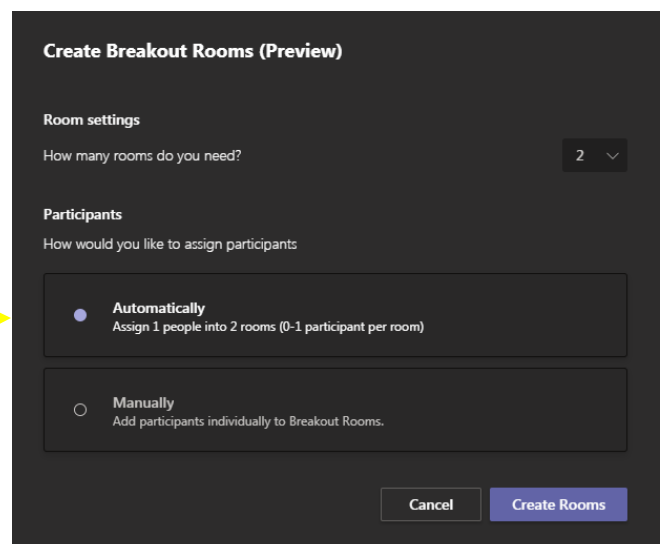 Create Breakout Rooms (Preview)
Room settings
How many rooms do you need?
2
Participants
How would you like to assign participants
Automatically
Assign 1 people into 2 rooms (0-1 participant per room)
Manually
Add participants individually to Breakout Rooms.
Cancel
Create Rooms